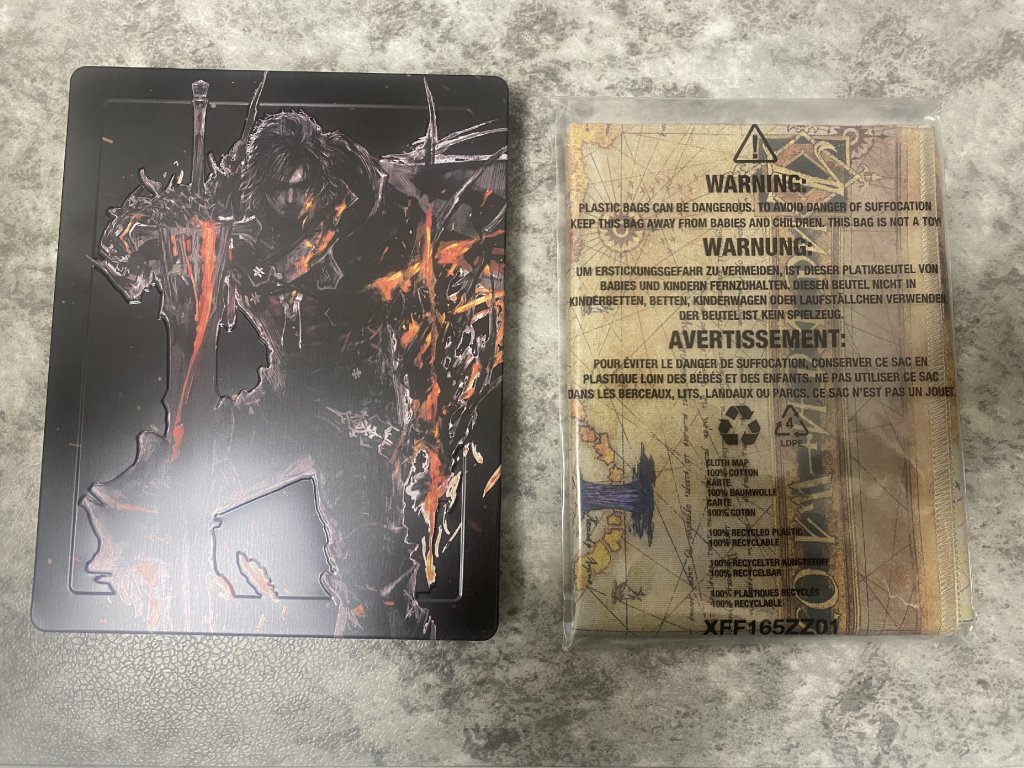 WARNING:
PLASTIC BAGS CAN BE DANGEROUS. TO AVOID DANGER OF SUFFOCATION
KEEP THIS BAG AWAY FROM BABIES AND CHILDREN. THIS BAG IS NOT A TOY
WARNUNG:
UM ERSTICKUNGSGEFAHR ZU VERMEIDEN, IST DIESER PLATIKBEUTEL VON
BABIES UND KINDERN FERNZUHALTEN. DIESEN BEUTEL NICHT IN
KINDERBETTEN, BETTEN, KINDERWAGEN ODER LAUFSTÄLLCHEN VERWENDEN
DER BEUTEL IST KEIN SPIELZEUG.
AVERTISSEMENT:
POUR ÉVITER LE DANGER DE SUFFOCATION, CONSERVER CE SAC EN
PLASTIQUE LOIN DES BÉBÉS ET DES ENFANTS. NE PAS UTILISER CE SAC
DANS LES BERCEAUX, LITS, LANDAUX OU PARCS. CE SAC N'EST PAS UN JOUET.
4
LDPE
CLOTH MAP
100% COTTON
KARTE
100% BAUMWOLLE
CARTE
100% COTON
100% RECYCLED PLASTIC
100% RECYCLABLE
100% RECYCELTER KUNSTSTOFF
100% RECYCELBAR
100% PLASTIQUES RECYCLÉS
100% RECYCLABLE
XFF165ZZ01